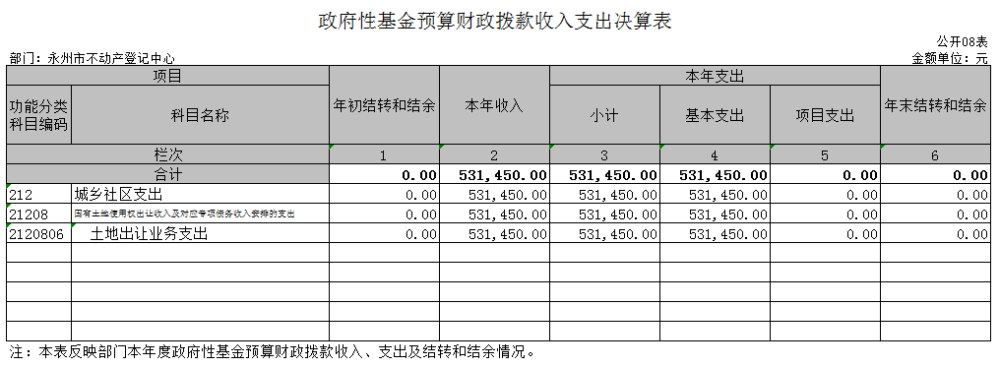 政府性基金预算财政拨款收入支出决算表
公开08表
部门：永州市不动产登记中心 金额单位：元
项目 年初结转和结余 本年收入 本年支出 年末结转和结余
功能分类科目编码 科目名称 小计 基本支出 项目支出
栏次 1 2 3 4 5 6
合计 0.00 531,450.00 531,450.00 531,450.00 0.00 0.00
212 城乡社区支出 0.00 531,450.00 531,450.00 531,450.00 0.00 0.00
21208 国有土地使用权出让收入及对应专项债务收入安排的支出 0.00 531,450.00 531,450.00 531,450.00 0.00 0.00
2120806 土地出让业务支出 0.00 531,450.00 531,450.00 531,450.00 0.00 0.00
注：本表反映部门本年度政府性基金预算财政拨款收入、支出及结转和结余情况。